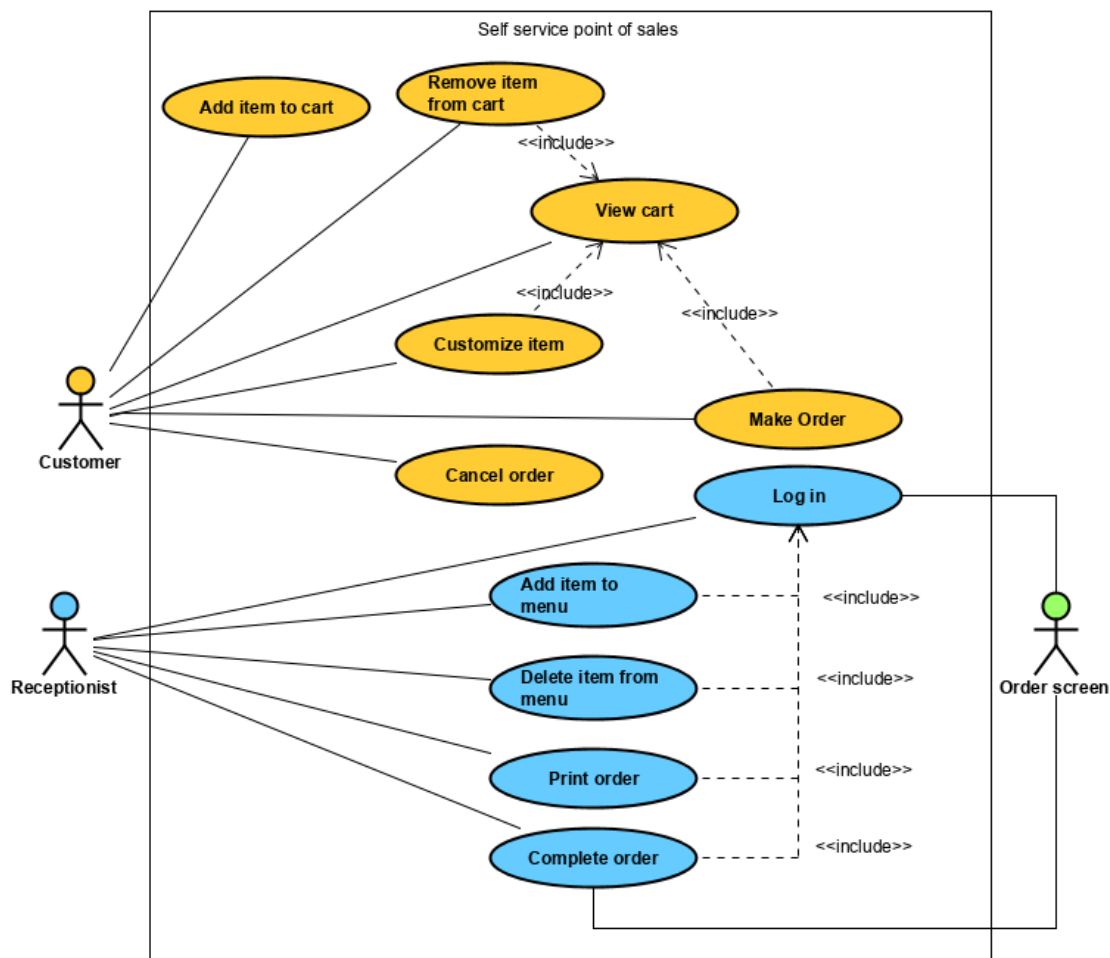 Self service point of sales
Add item to cart
Remove item
from cart
<<include>>
View cart
<<include>>
<<include>>
Customize item
Make Order
Customer
Cancel order
Log in
Add item to
menu
<<include>>
Receptionist
Delete item from
menu
<<include>>
Order screen
Print order
<<include>>
Complete order
<<include>>